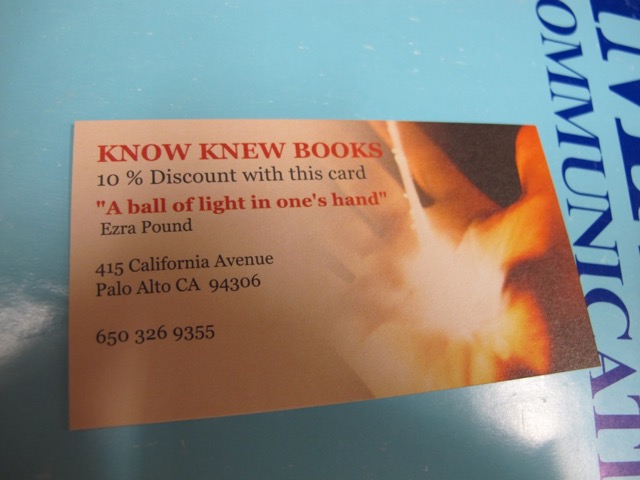 KNOW KNEW BOOKS
10 % Discount with this card
"A ball of light in one's hand"
Ezra Pound
415 California Avenue
Palo Alto CA 94306
650 326 9355